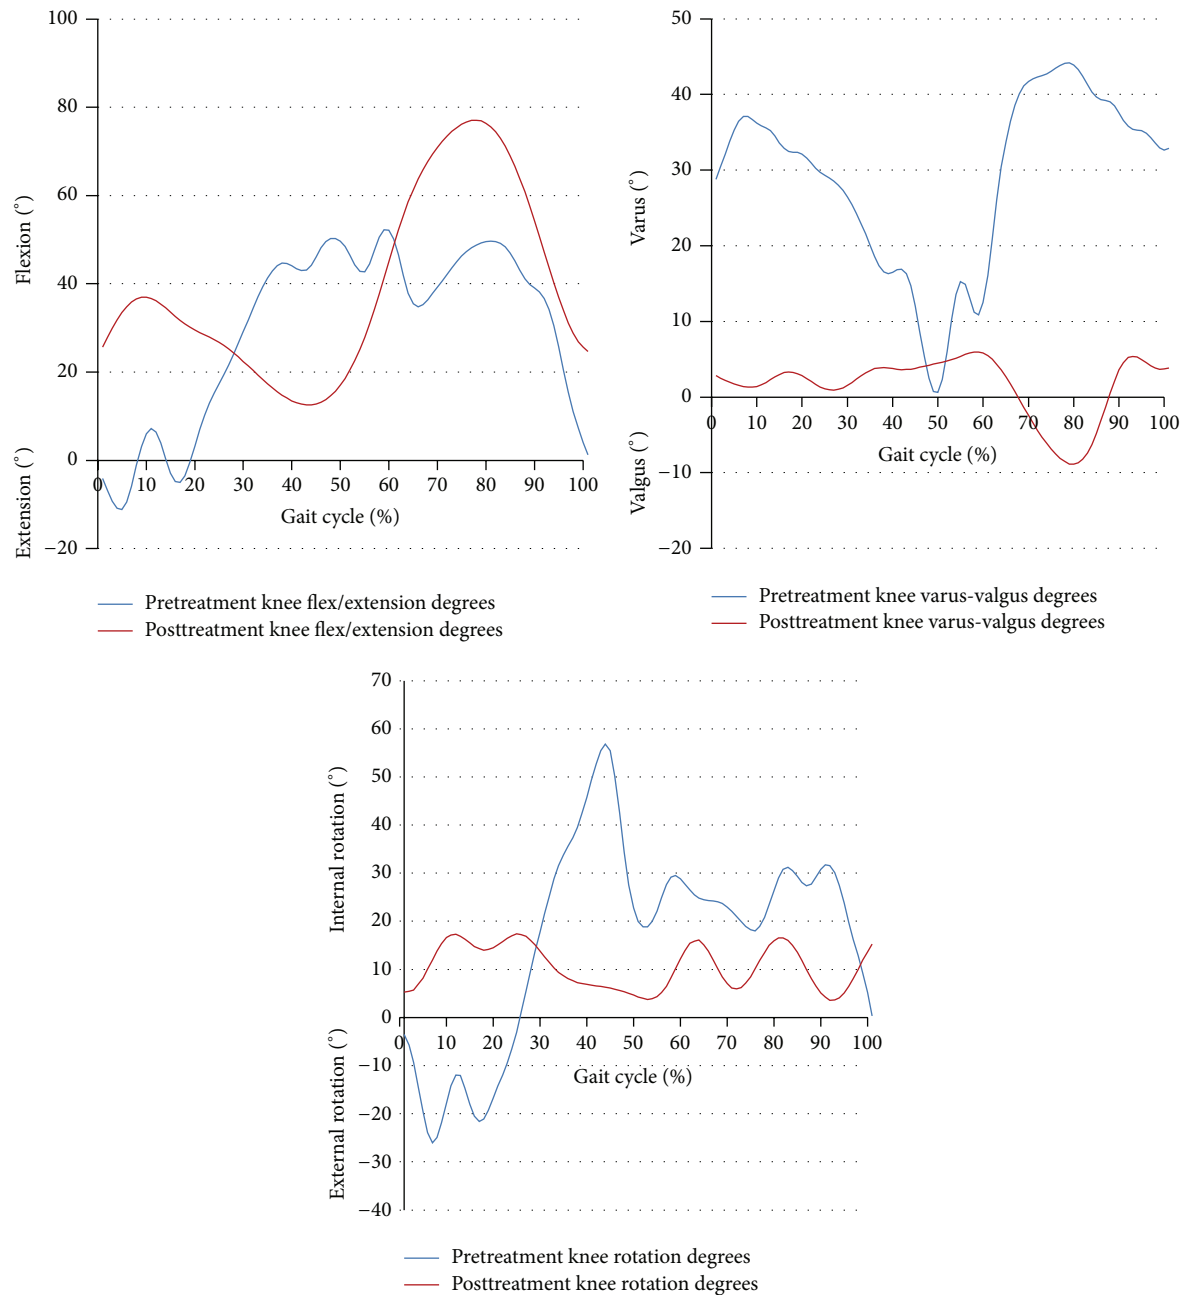 100
80
60
40
20
0
−20
Flexion (°)
Extension (°)
0 10 20 30 40 50 60 70 80 90 100
Gait cycle (%)
Pretreatment knee flex/extension degrees
Posttreatment knee flex/extension degrees
50
40
30
20
10
0
−10
−20
Varus (°)
Valgus (°)
0 10 20 30 40 50 60 70 80 90 100
Gait cycle (%)
Pretreatment knee varus-valgus degrees
Posttreatment knee varus-valgus degrees
70
60
50
40
30
20
10
0
−10
−20
−30
−40
Internal rotation (°)
External rotation (°)
0 10 20 30 40 50 60 70 80 90 100
Gait cycle (%)
Pretreatment knee rotation degrees
Posttreatment knee rotation degrees